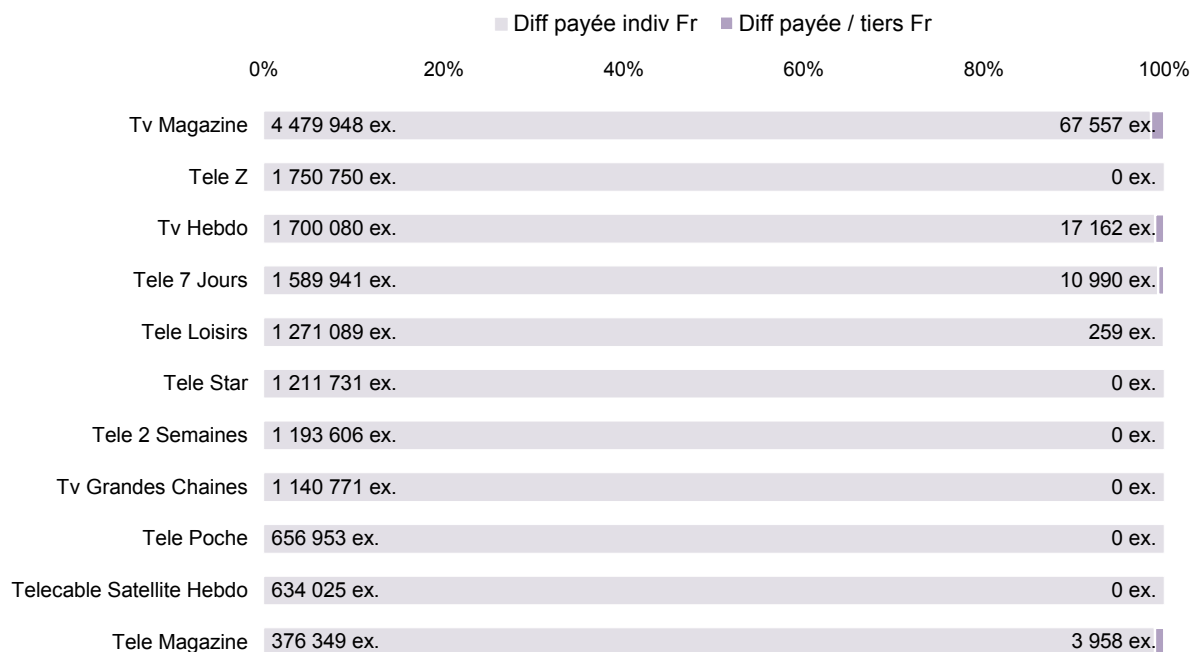 Diff payée indiv Fr Diff payée / tiers Fr
0% 20% 40% 60% 80% 100%
Tv Magazine 4 479 948 ex. 67 557 ex.
Tele Z 1 750 750 ex. 0 ex.
Tv Hebdo 1 700 080 ex. 17 162 ex.
Tele 7 Jours 1 589 941 ex. 10 990 ex.
Tele Loisirs 1 271 089 ex. 259 ex.
Tele Star 1 211 731 ex. 0 ex.
Tele 2 Semaines 1 193 606 ex. 0 ex.
Tv Grandes Chaines 1 140 771 ex. 0 ex.
Tele Poche 656 953 ex. 0 ex.
Telecable Satellite Hebdo 634 025 ex. 0 ex.
Tele Magazine 376 349 ex. 3 958 ex.